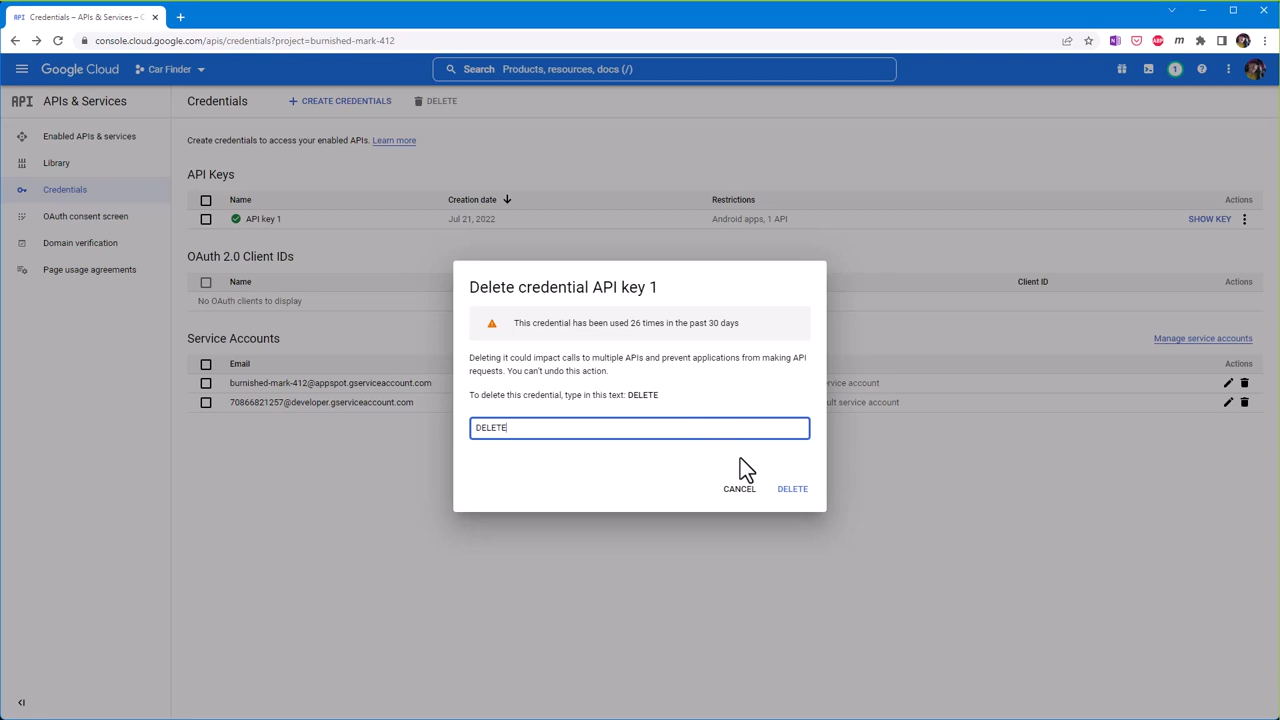 API Credentials – APIs & Services – C
console.cloud.google.com/apis/credentials?project=burnished-mark-412
Google Cloud Car Finder Search Products, resources, docs (/) 1
API APIs & Services
Credentials CREATE CREDENTIALS DELETE
Enabled APIs & services
Library
Credentials
OAuth consent screen
Domain verification
Page usage agreements
Create credentials to access your enabled APIs. Learn more
API Keys
Name Creation date Restrictions Actions
API key 1 Jul 21, 2022 Android apps, 1 API SHOW KEY
OAuth 2.0 Client IDs
Name Client ID Actions
No OAuth clients to display
Service Accounts Manage service accounts
Email Actions
burnished-mark-412@appspot.gserviceaccount.com service account
70866821257@developer.gserviceaccount.com service account
Delete credential API key 1
This credential has been used 26 times in the past 30 days
Deleting it could impact calls to multiple APIs and prevent applications from making API
requests. You can't undo this action.
To delete this credential, type in this text: DELETE
DELETE
CANCEL DELETE